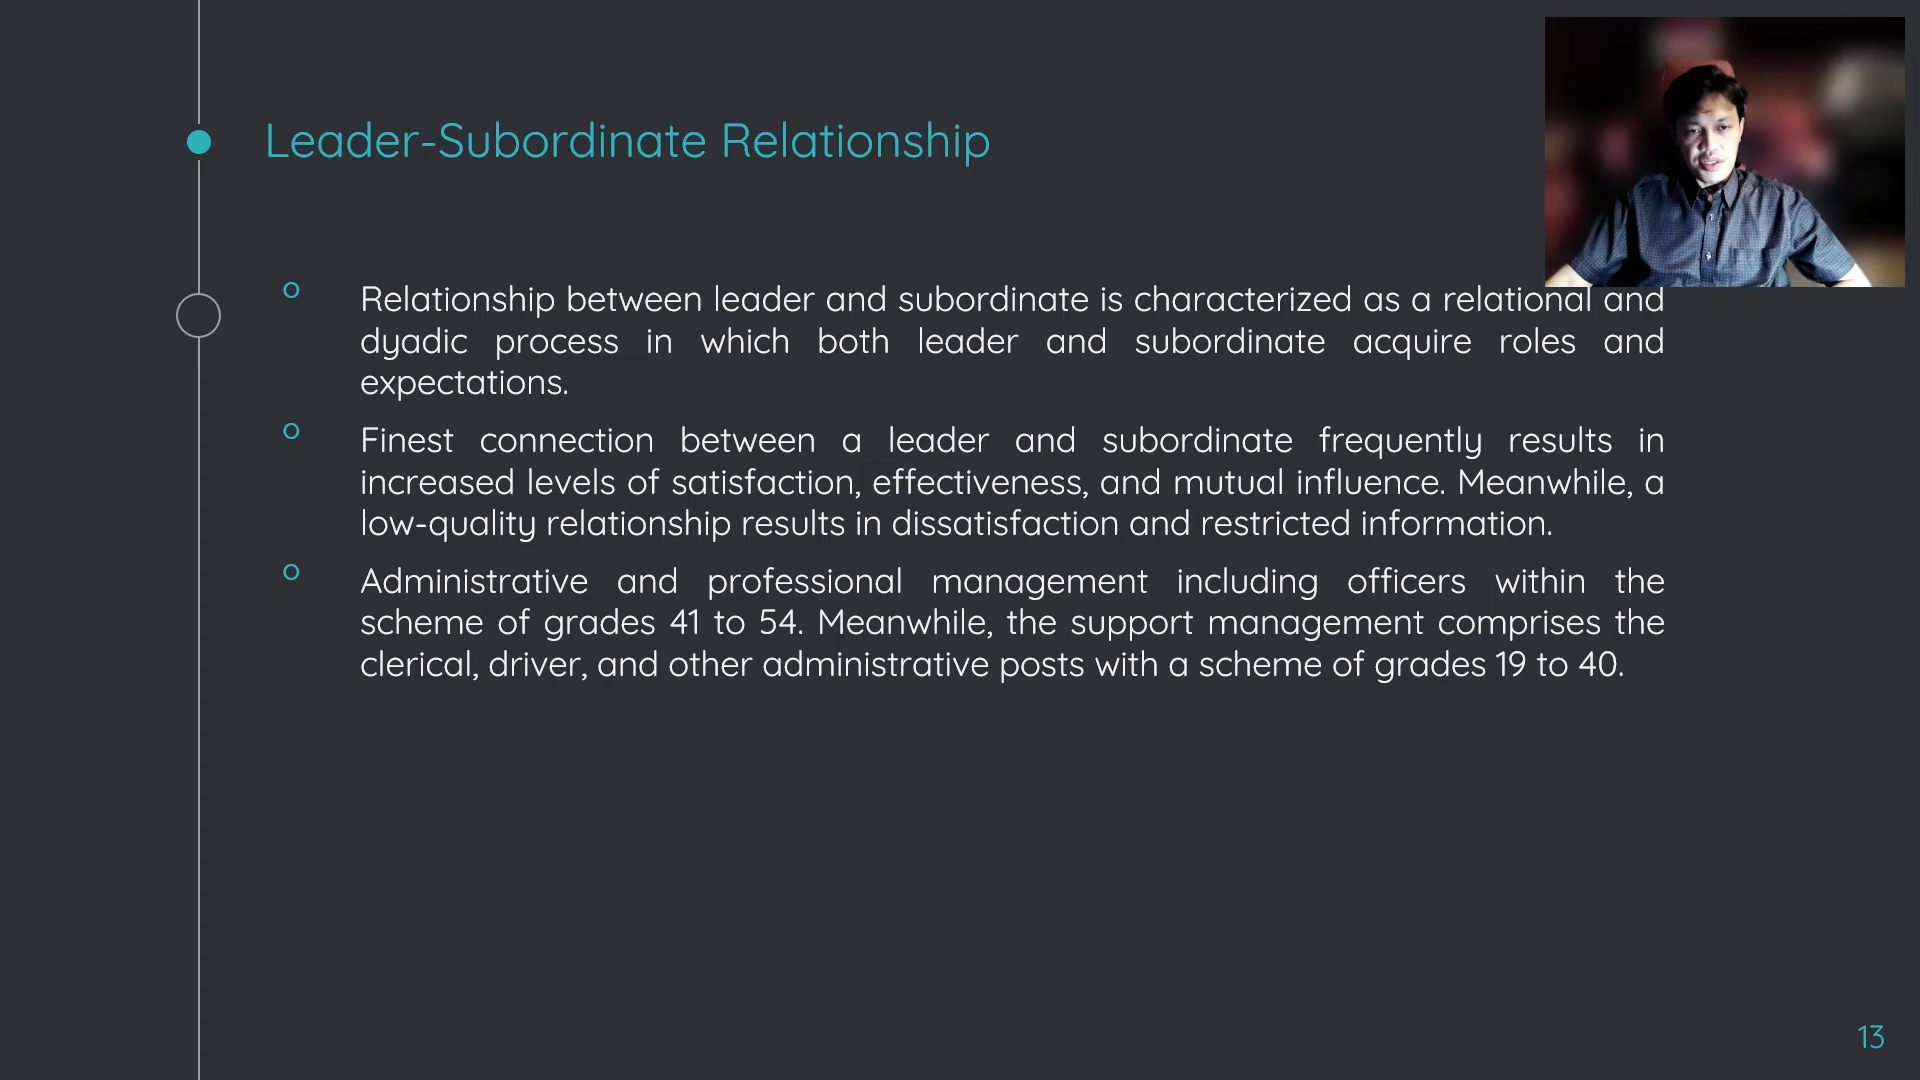 Leader-Subordinate Relationship
Relationship between leader and subordinate is characterized as a relational and
dyadic process in which both leader and subordinate acquire roles and
expectations.
Finest connection between a leader and subordinate frequently results in
increased levels of satisfaction, effectiveness, and mutual influence. Meanwhile, a
low-quality relationship results in dissatisfaction and restricted information.
Administrative and professional management including officers within the
scheme of grades 41 to 54. Meanwhile, the support management comprises the
clerical, driver, and other administrative posts with a scheme of grades 19 to 40.
13